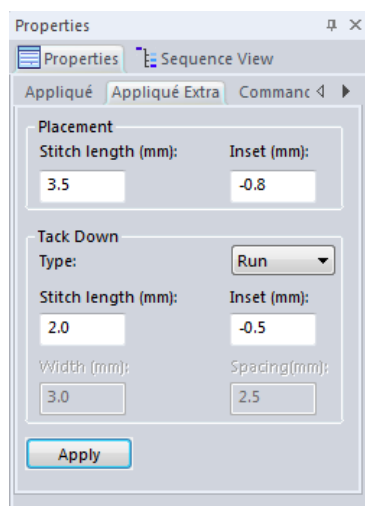 Properties
Properties Sequence View
Appliqué Appliqué Extra Commanc
Placement
Stitch length (mm): Inset (mm):
3.5 -0.8
Tack Down
Type: Run
Stitch length (mm): Inset (mm):
2.0 -0.5
Width (mm): Spacing(mm):
3.0 2.5
Apply